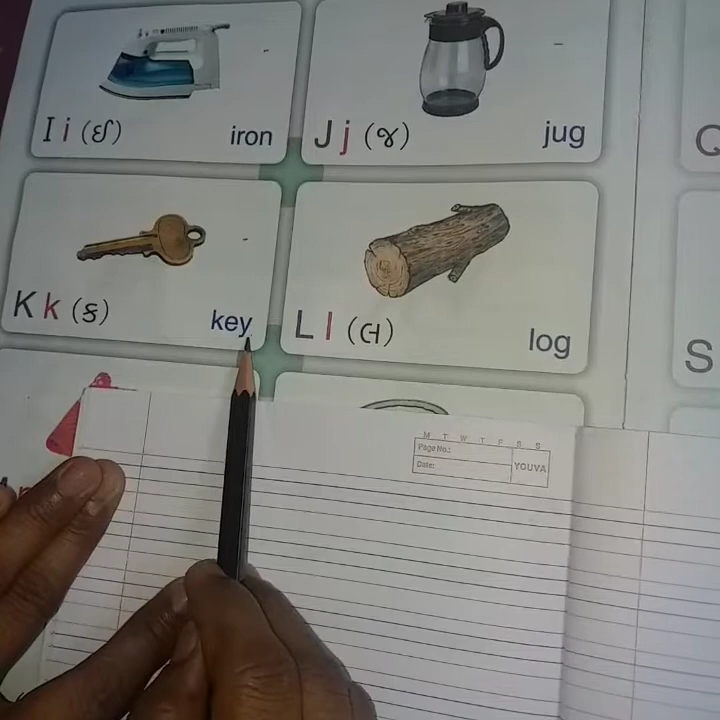 I i (ઈ) iron
J j (જ) jug
Q
K k (ક) key
L l (લ) log
S
M T W T F S S
Page No.:
Date:
YOUVA